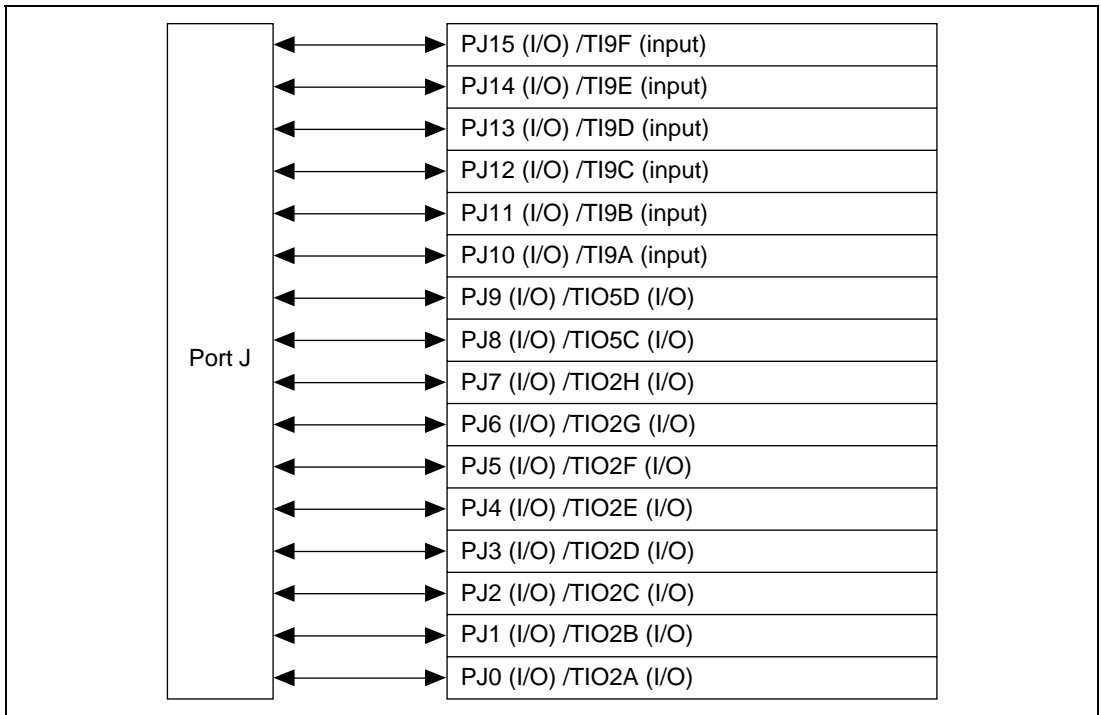 PJ15 (I/O) /TI9F (input)
PJ14 (I/O) /TI9E (input)
PJ13 (I/O) /TI9D (input)
PJ12 (I/O) /TI9C (input)
PJ11 (I/O) /TI9B (input)
PJ10 (I/O) /TI9A (input)
PJ9 (I/O) /TIO5D (I/O)
PJ8 (I/O) /TIO5C (I/O)
Port J
PJ7 (I/O) /TIO2H (I/O)
PJ6 (I/O) /TIO2G (I/O)
PJ5 (I/O) /TIO2F (I/O)
PJ4 (I/O) /TIO2E (I/O)
PJ3 (I/O) /TIO2D (I/O)
PJ2 (I/O) /TIO2C (I/O)
PJ1 (I/O) /TIO2B (I/O)
PJ0 (I/O) /TIO2A (I/O)